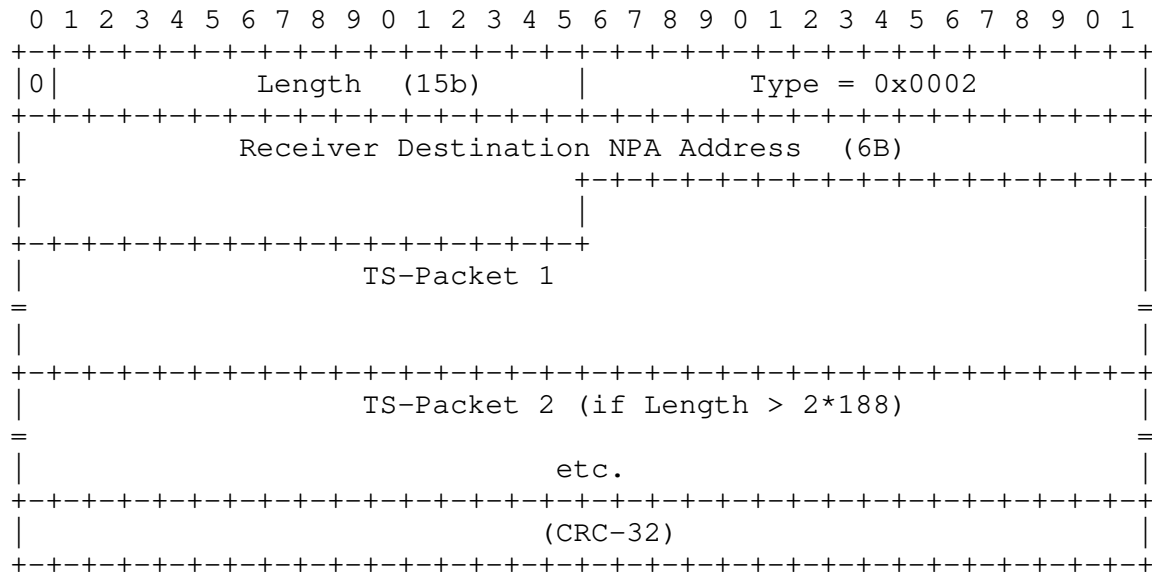 0 1 2 3 4 5 6 7 8 9 0 1 2 3 4 5 6 7 8 9 0 1 2 3 4 5 6 7 8 9 0 1
+-+-+-+-+-+-+-+-+-+-+-+-+-+-+-+-+-+-+-+-+-+-+-+-+-+-+-+-+-+-+-+-+
|0|           Length  (15b)     |         Type = 0x0002         |
+-+-+-+-+-+-+-+-+-+-+-+-+-+-+-+-+-+-+-+-+-+-+-+-+-+-+-+-+-+-+-+-+
|            Receiver Destination NPA Address  (6B)             |
+                               +-+-+-+-+-+-+-+-+-+-+-+-+-+-+-+-+
|                               |                               |
+-+-+-+-+-+-+-+-+-+-+-+-+-+-+-+-+                               |
|                   TS-Packet 1                                 |
=                                                               =
|                                                               |
+-+-+-+-+-+-+-+-+-+-+-+-+-+-+-+-+-+-+-+-+-+-+-+-+-+-+-+-+-+-+-+-+
|                   TS-Packet 2 (if Length > 2*188)             |
=                                                               =
|                              etc.                             |
+-+-+-+-+-+-+-+-+-+-+-+-+-+-+-+-+-+-+-+-+-+-+-+-+-+-+-+-+-+-+-+-+
|                             (CRC-32)                          |
+-+-+-+-+-+-+-+-+-+-+-+-+-+-+-+-+-+-+-+-+-+-+-+-+-+-+-+-+-+-+-+-+